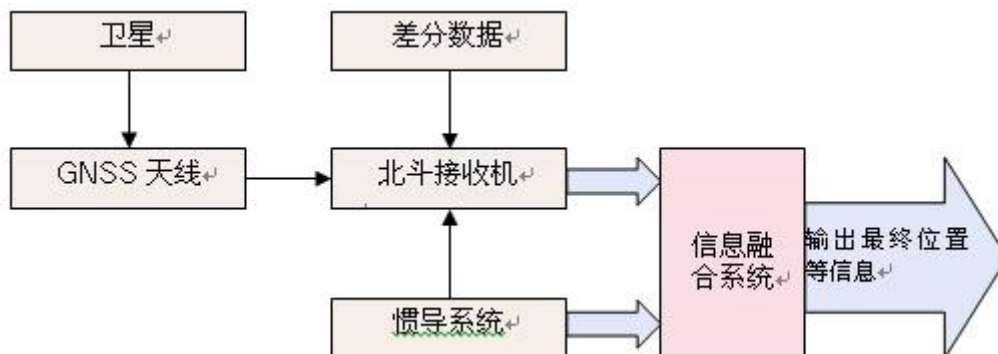 卫星
差分数据
GNSS 天线
北斗接收机
信息融
合系统
输出最终位置
等信息
惯导系统